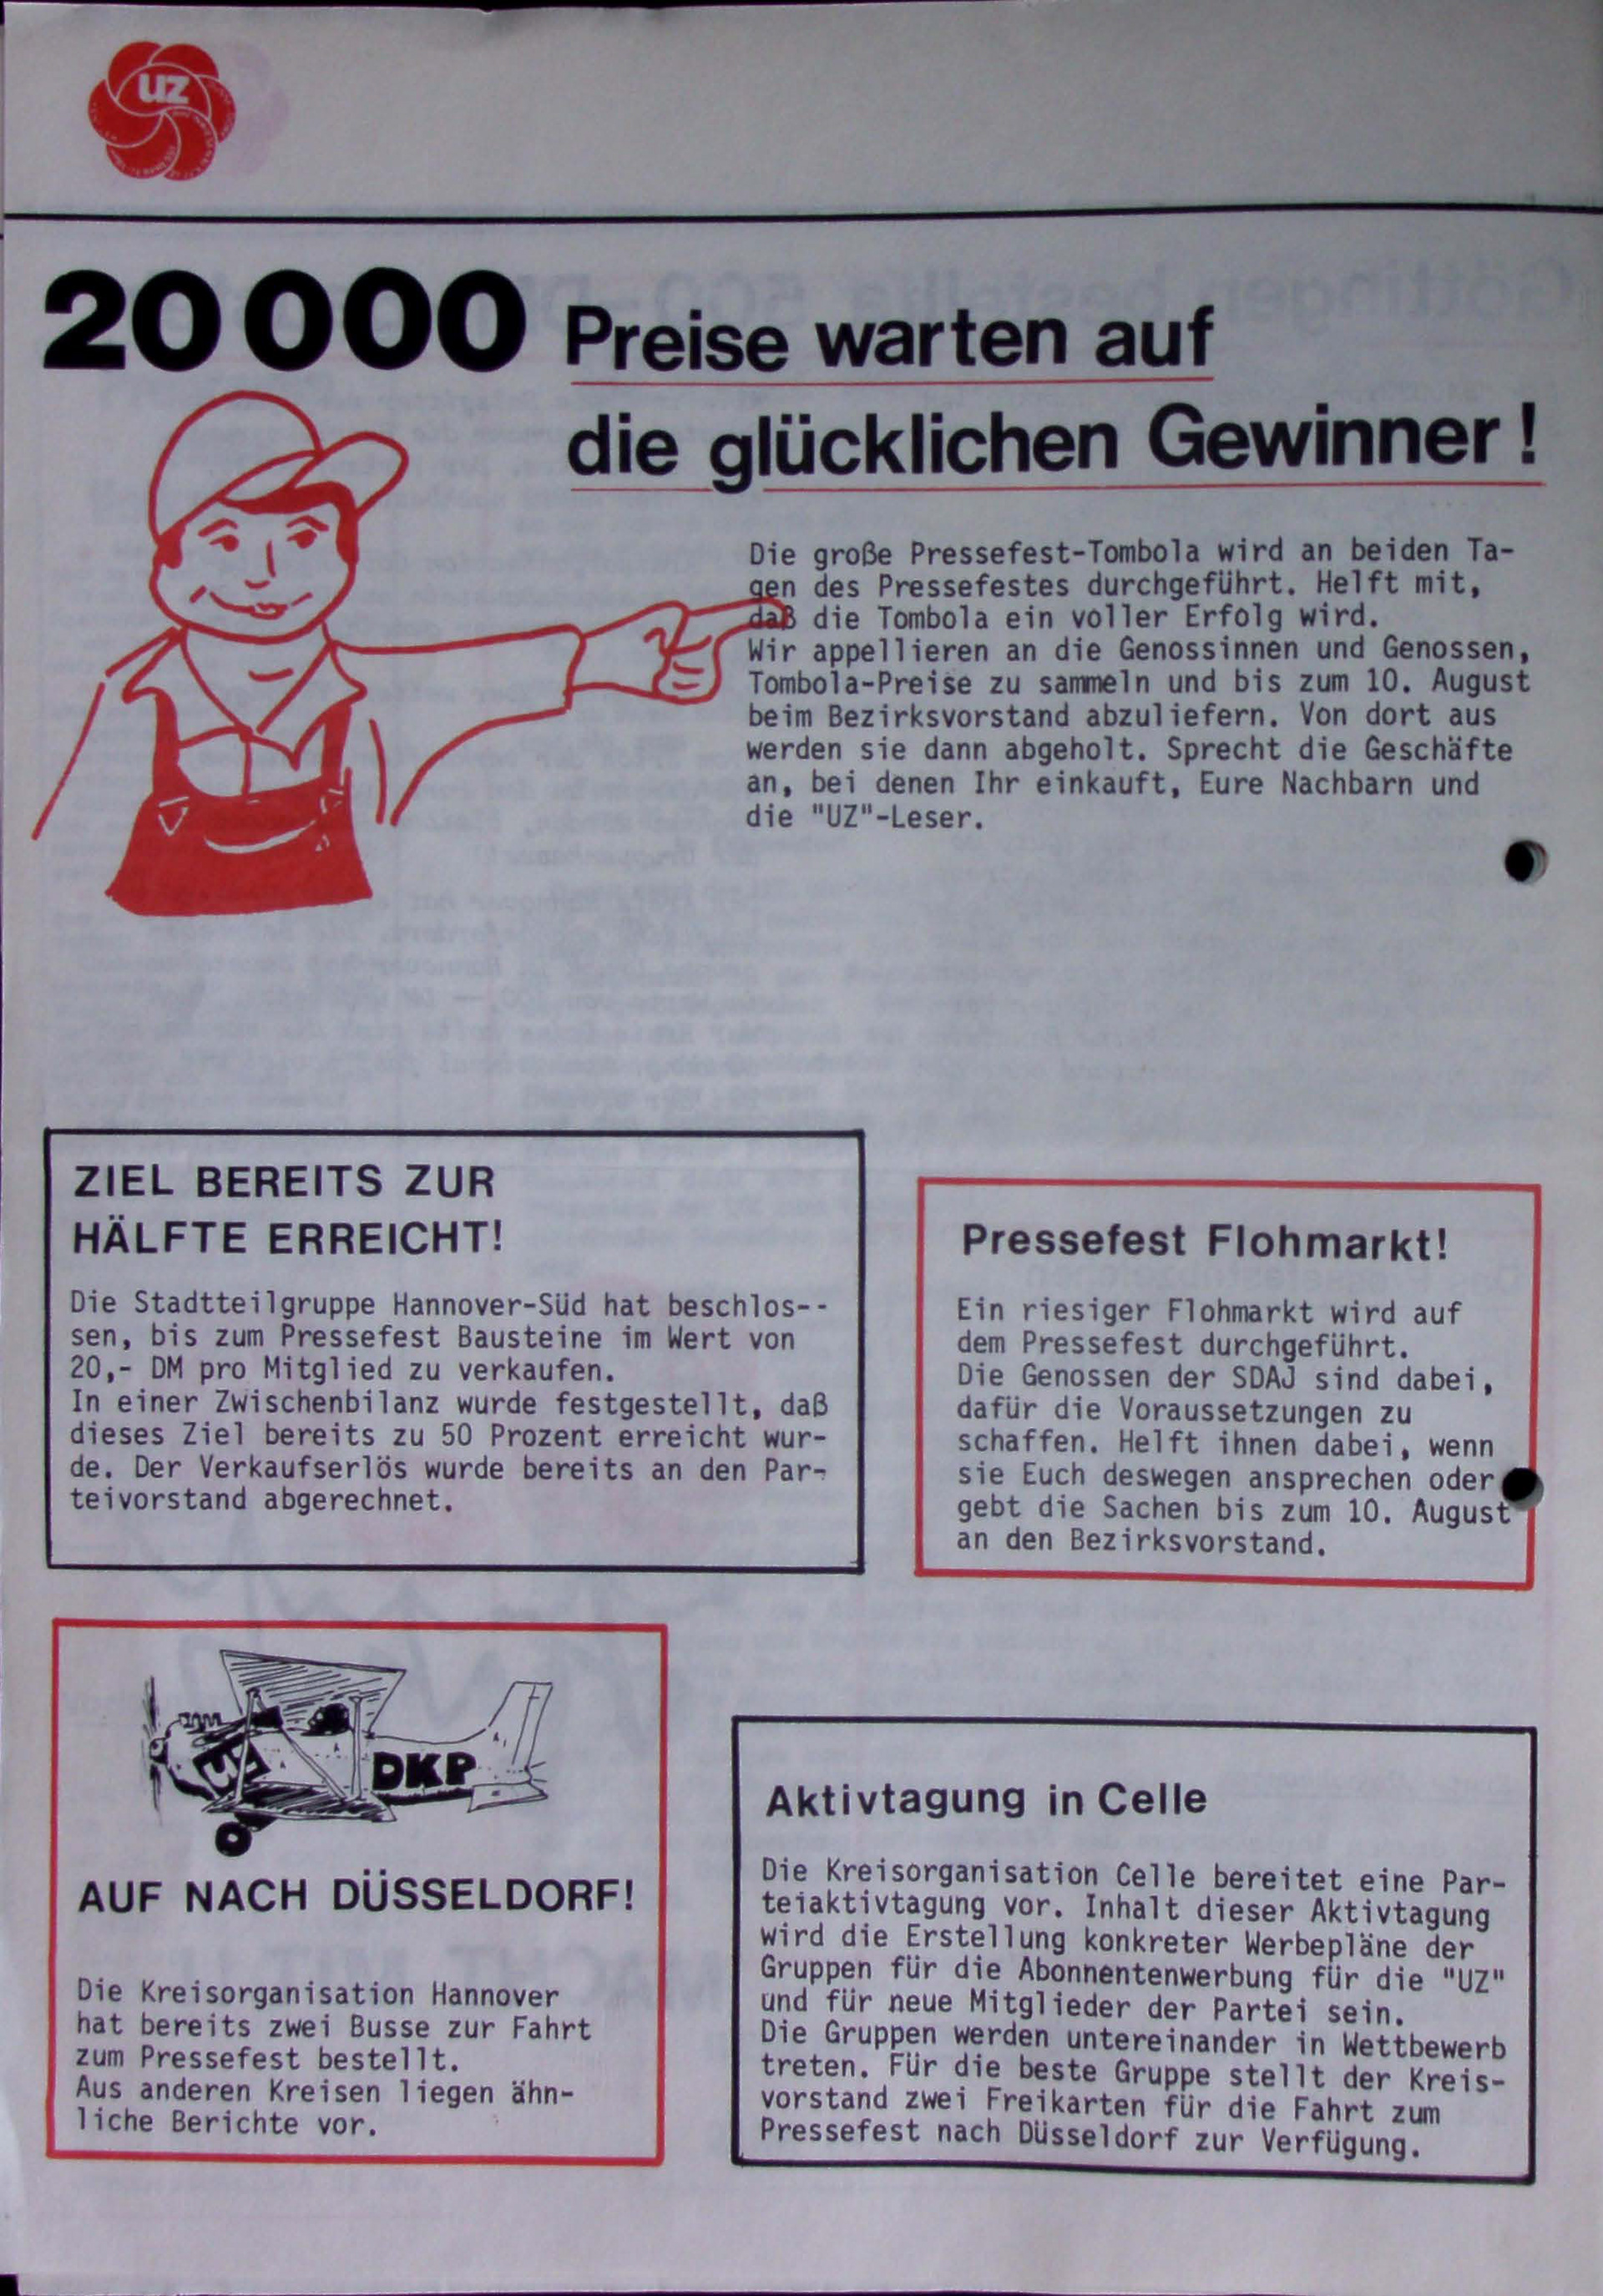 uz
20 000 Preise warten auf
die glücklichen Gewinner!
Die große Pressefest-Tombola wird an beiden Ta-
gen des Pressefestes durchgeführt. Helft mit,
daß die Tombola ein voller Erfolg wird.
Wir appellieren an die Genossinnen und Genossen,
Tombola-Preise zu sammeln und bis zum 10. August
beim Bezirksvorstand abzuliefern. Von dort aus
werden sie dann abgeholt. Sprecht die Geschäfte
an, bei denen Ihr einkauft, Eure Nachbarn und
die "UZ"-Leser.
ZIEL BEREITS ZUR
HÄLFTE ERREICHT!
Die Stadtteilgruppe Hannover-Süd hat beschlos--
sen, bis zum Pressefest Bausteine im Wert von
20,- DM pro Mitglied zu verkaufen.
In einer Zwischenbilanz wurde festgestellt, daß
dieses Ziel bereits zu 50 Prozent erreicht wur-
de. Der Verkaufserlös wurde bereits an den Par-
teivorstand abgerechnet.
Pressefest Flohmarkt!
Ein riesiger Flohmarkt wird auf
dem Pressefest durchgeführt.
Die Genossen der SDAJ sind dabei,
dafür die Voraussetzungen zu
schaffen. Helft ihnen dabei, wenn
sie Euch deswegen ansprechen oder
gebt die Sachen bis zum 10. August
an den Bezirksvorstand.
DKP
AUF NACH DÜSSELDORF!
Die Kreisorganisation Hannover
hat bereits zwei Busse zur Fahrt
zum Pressefest bestellt.
Aus anderen Kreisen liegen ähn-
liche Berichte vor.
Aktivtagung in Celle
Die Kreisorganisation Celle bereitet eine Par-
teiaktivtagung vor. Inhalt dieser Aktivtagung
wird die Erstellung konkreter Werbepläne der
Gruppen für die Abonnentenwerbung für die "UZ"
und für neue Mitglieder der Partei sein.
Die Gruppen werden untereinander in Wettbewerb
treten. Für die beste Gruppe stellt der Kreis-
vorstand zwei Freikarten für die Fahrt zum
Pressefest nach Düsseldorf zur Verfügung.